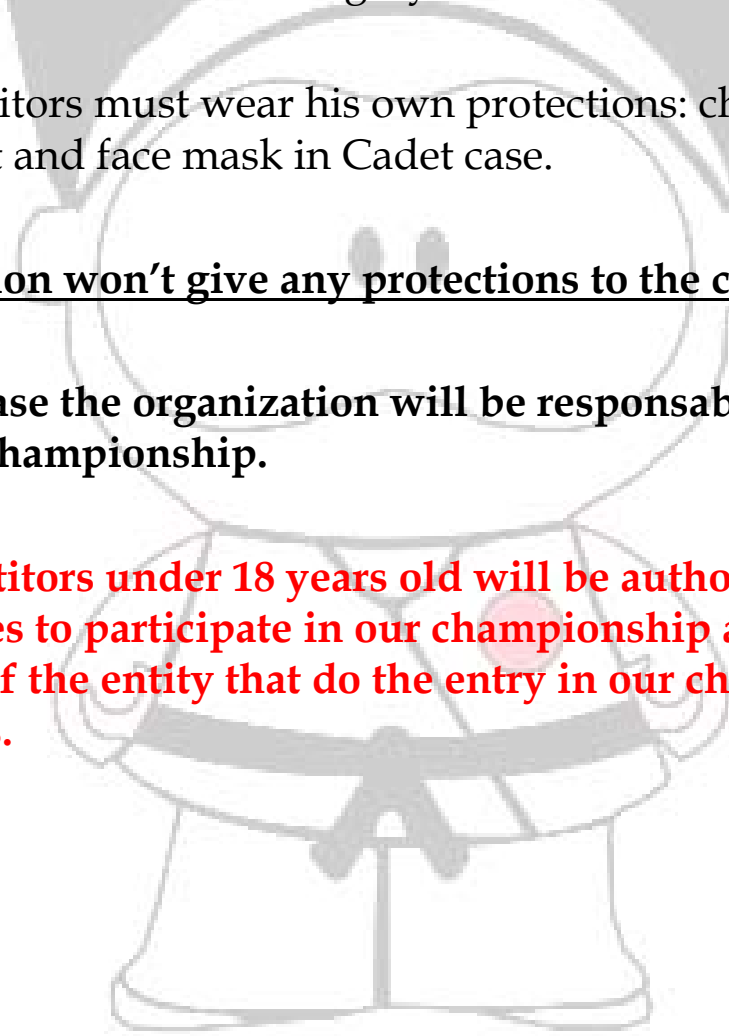 itors must wear his own protections: ch
t and face mask in Cadet case.
ion won't give any protections to the c
ase the organization will be responsab
hampionship.
titors under 18 years old will be autho
es to participate in our championship a
f the entity that do the entry in our ch